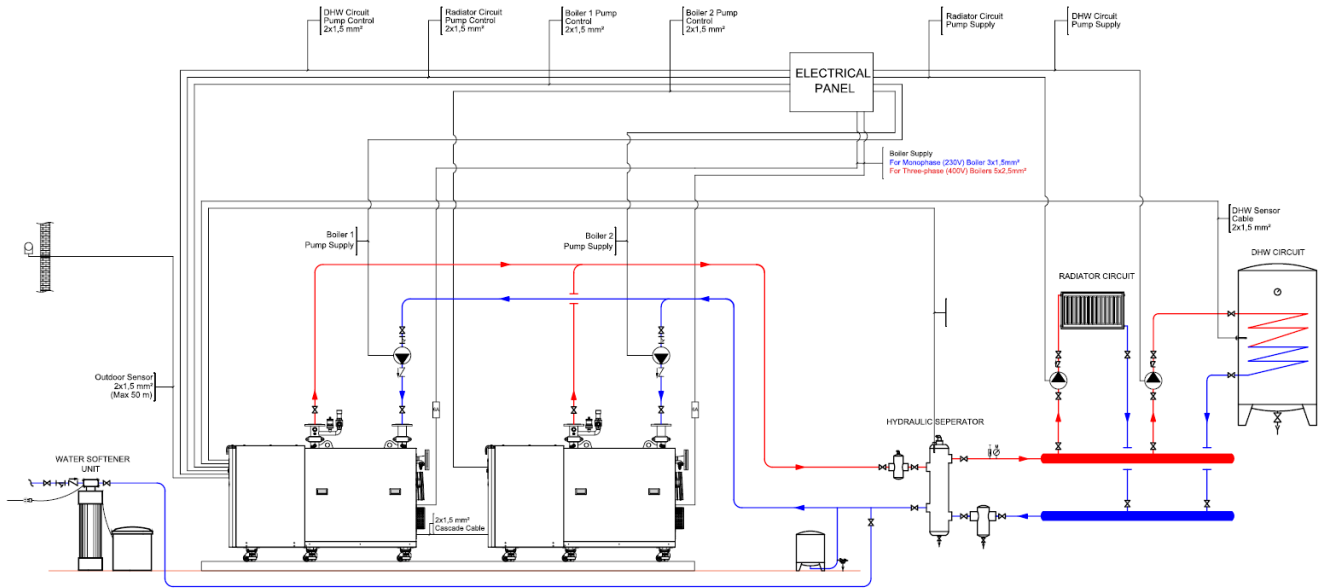 DHW Circuit
Pump Control
2x1,5 mm²
Radiator Circuit
Pump Control
2x1,5 mm²
Boiler 1 Pump
Control
2x1,5 mm²
Boiler 2 Pump
Control
2x1,5 mm²
Radiator Circuit
Pump Supply
DHW Circuit
Pump Supply
ELECTRICAL
PANEL
Boiler Supply
For Monophase (230V) Boiler 3x1,5mm²
For Three-phase (400V) Boilers 5x2,5mm²
DHW Sensor
Cable
2x1,5 mm²
Boiler 1
Pump Supply
Boiler 2
Pump Supply
DHW CIRCUIT
RADIATOR CIRCUIT
Outdoor Sensor
2x1,5 mm²
(Max 50 m)
6A
6A
HYDRAULIC SEPERATOR
WATER SOFTENER
UNIT
2x1,5 mm²
Cascade Cable